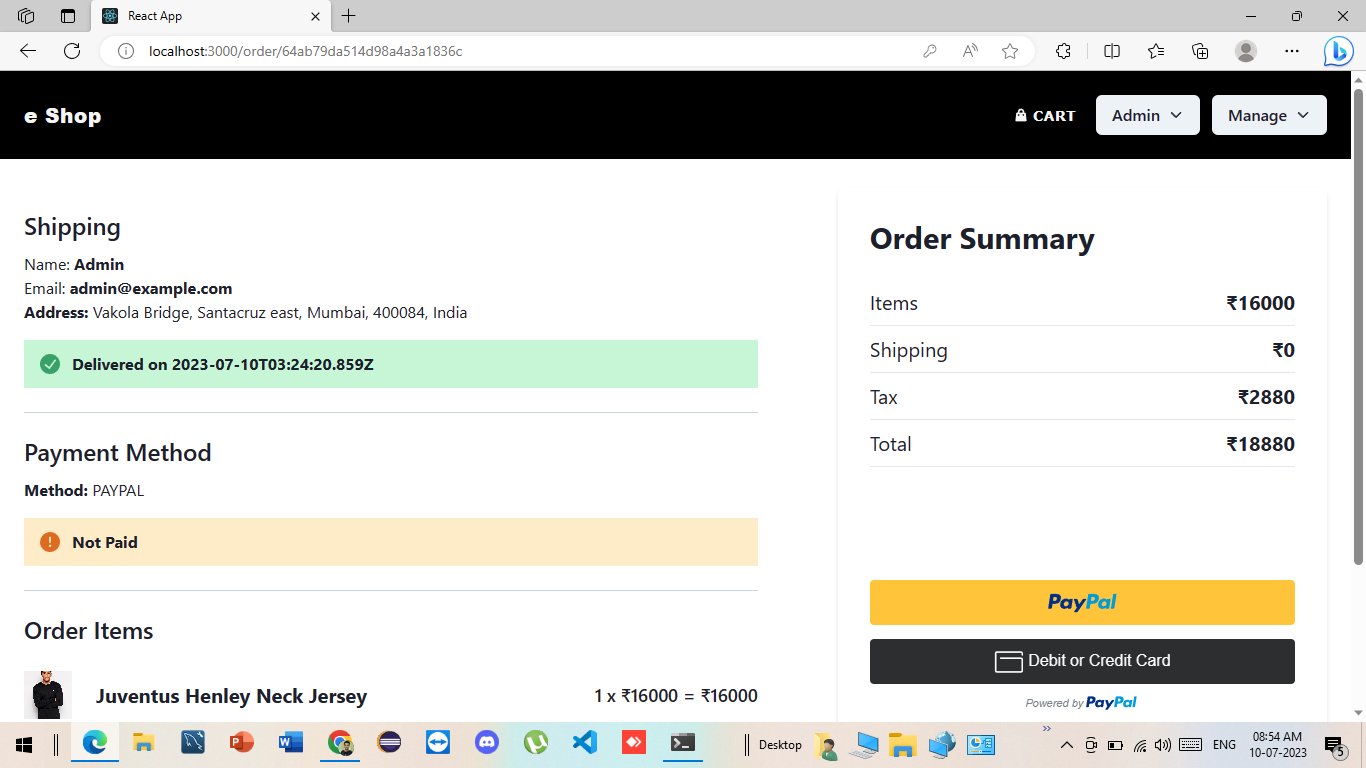 React App
localhost:3000/order/64ab79da514d98a4a3a1836c
e Shop
CART
Admin
Manage
Shipping
Name: Admin
Email: admin@example.com
Address: Vakola Bridge, Santacruz east, Mumbai, 400084, India
Delivered on 2023-07-10T03:24:20.859Z
Payment Method
Method: PAYPAL
Not Paid
Order Items
Juventus Henley Neck Jersey
1 x ₹16000 = ₹16000
Order Summary
Items ₹16000
Shipping ₹0
Tax ₹2880
Total ₹18880
PayPal
Debit or Credit Card
Powered by PayPal
Desktop
ENG
08:54 AM
10-07-2023
5